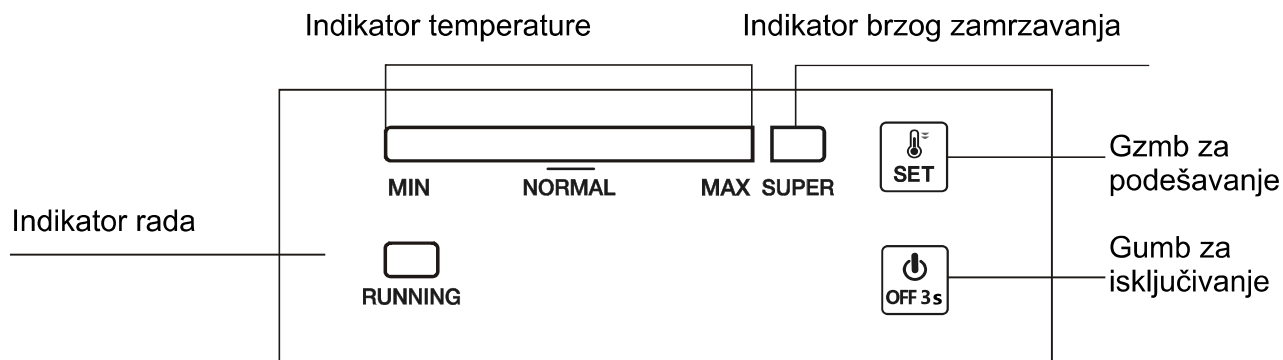 Indikator temperature
Indikator brzog zamrzavanja
MIN
NORMAL
MAX
SUPER
SET
Gzmb za
podešavanje
Indikator rada
RUNNING
OFF 3s
Gumb za
isključivanje